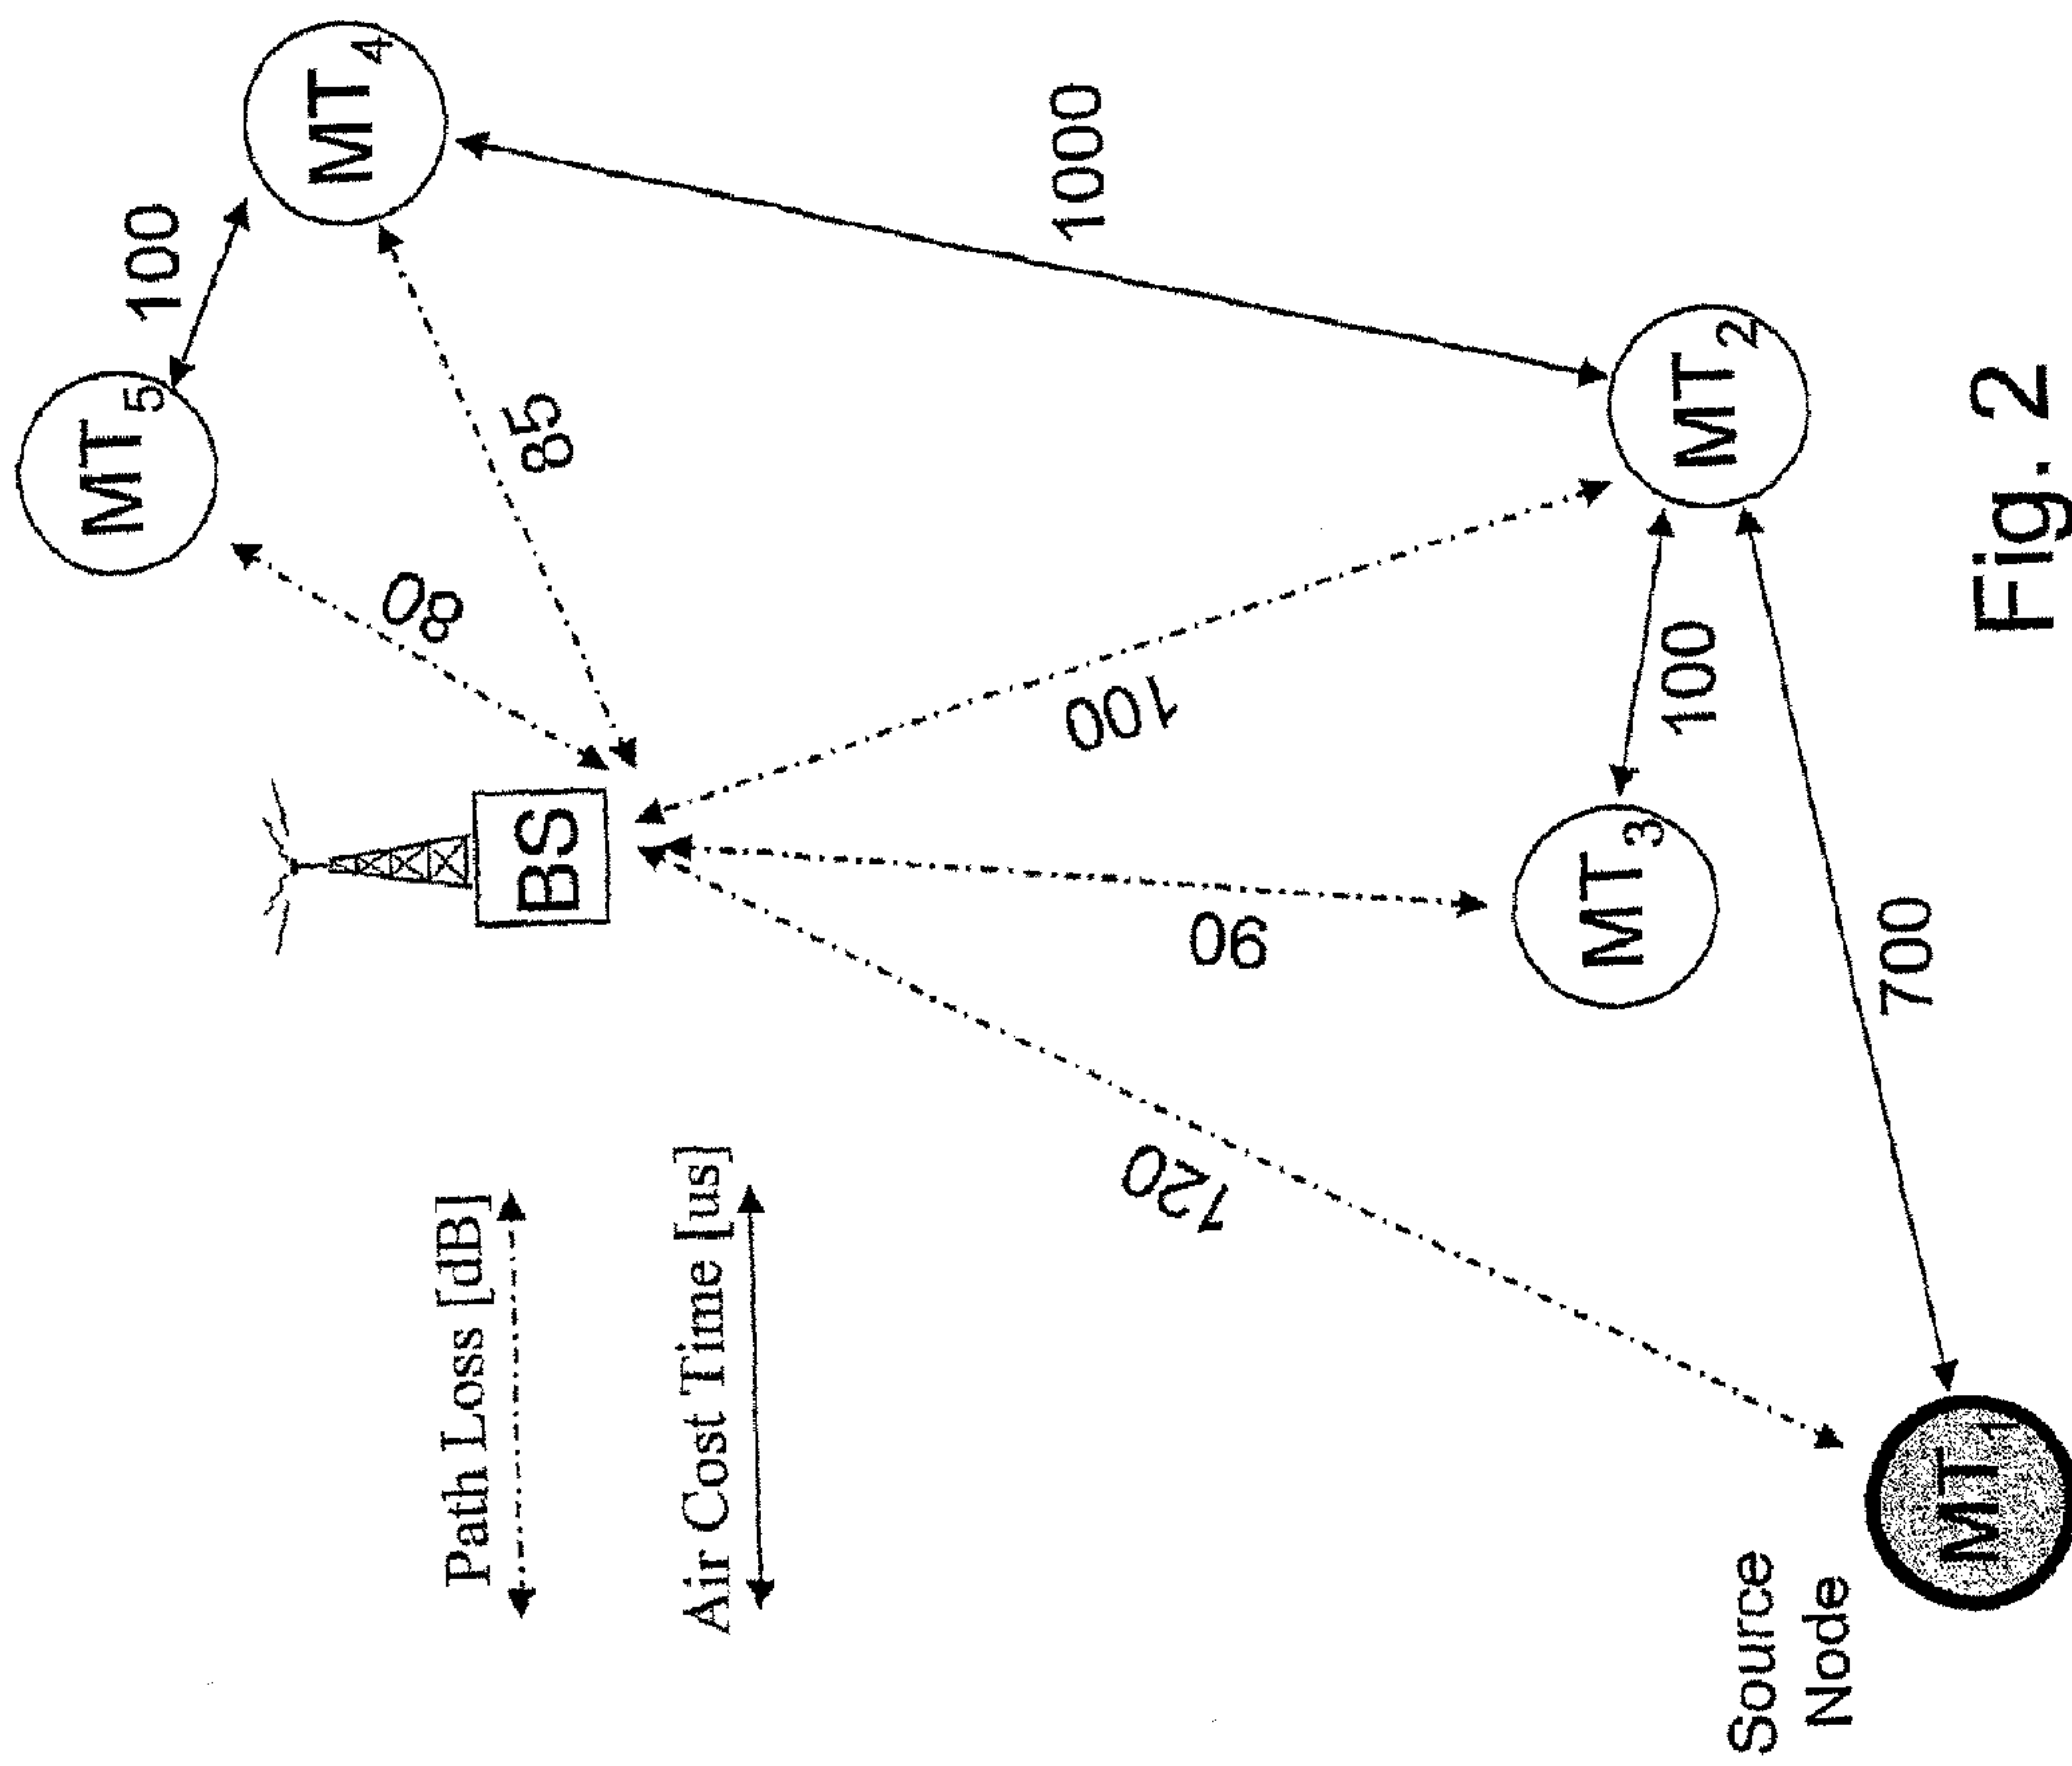 Path Loss [dB]
Air Cost Time [us]
BS
MT5
100
MT4
80
85
1000
100
90
120
MT3
100
MT2
700
Source
Node
MT1
Fig. 2